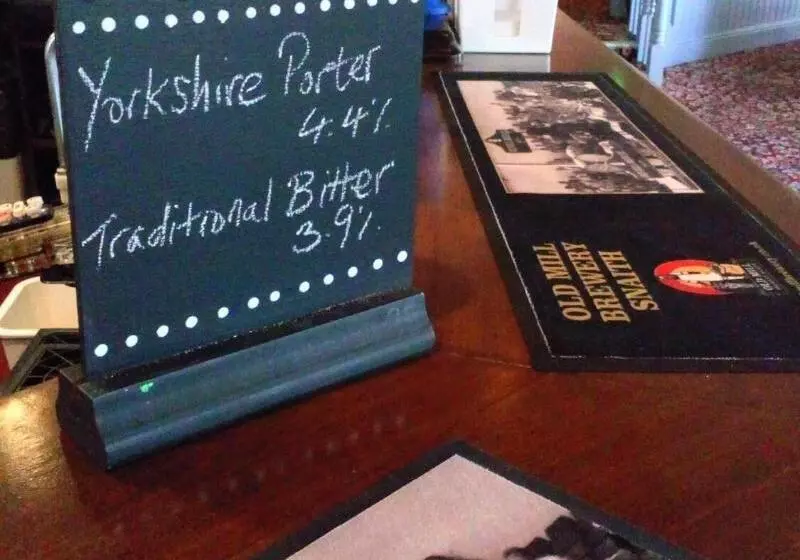 Yorkshire Porter
4.4%
Traditional Bitter
3.9%
OLD MILL
BREWERY
SNAITH